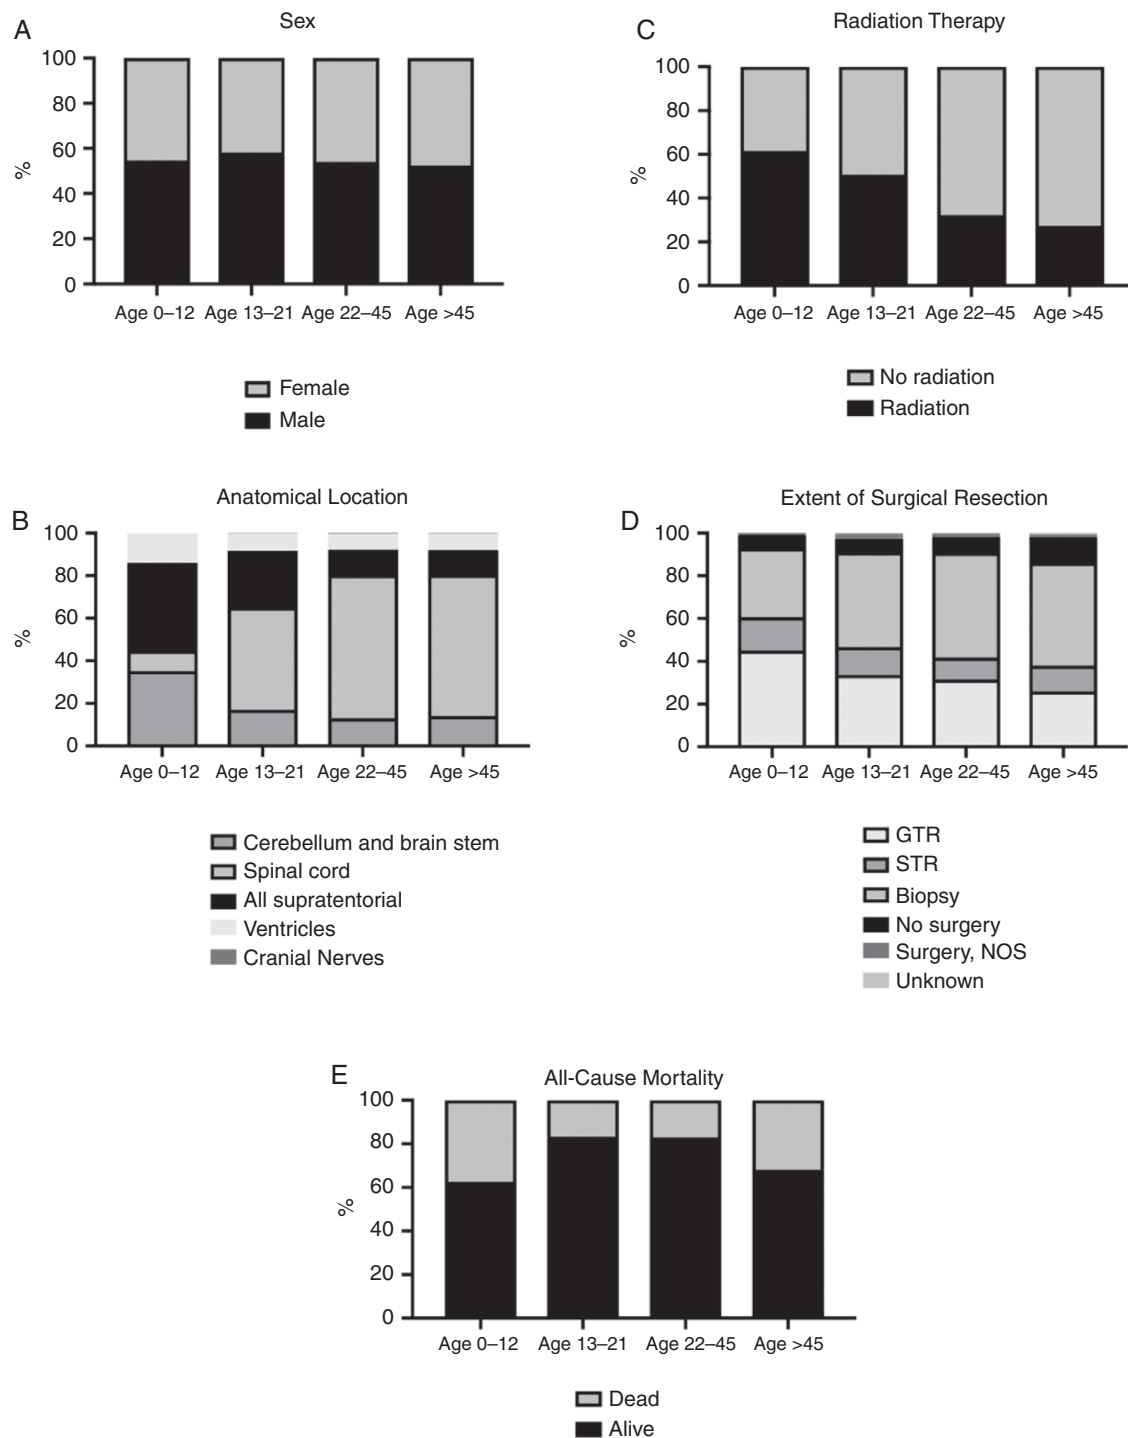 A
Sex
100
80
60
40
20
0
%
Age 0–12 Age 13–21 Age 22–45 Age >45
Female
Male
C
Radiation Therapy
100
80
60
40
20
0
%
Age 0–12 Age 13–21 Age 22–45 Age >45
No radiation
Radiation
B
Anatomical Location
100
80
60
40
20
0
%
Age 0–12 Age 13–21 Age 22–45 Age >45
Cerebellum and brain stem
Spinal cord
All supratentorial
Ventricles
Cranial Nerves
D
Extent of Surgical Resection
100
80
60
40
20
0
%
Age 0–12 Age 13–21 Age 22–45 Age >45
GTR
STR
Biopsy
No surgery
Surgery, NOS
Unknown
E
All-Cause Mortality
100
80
60
40
20
0
%
Age 0–12 Age 13–21 Age 22–45 Age >45
Dead
Alive